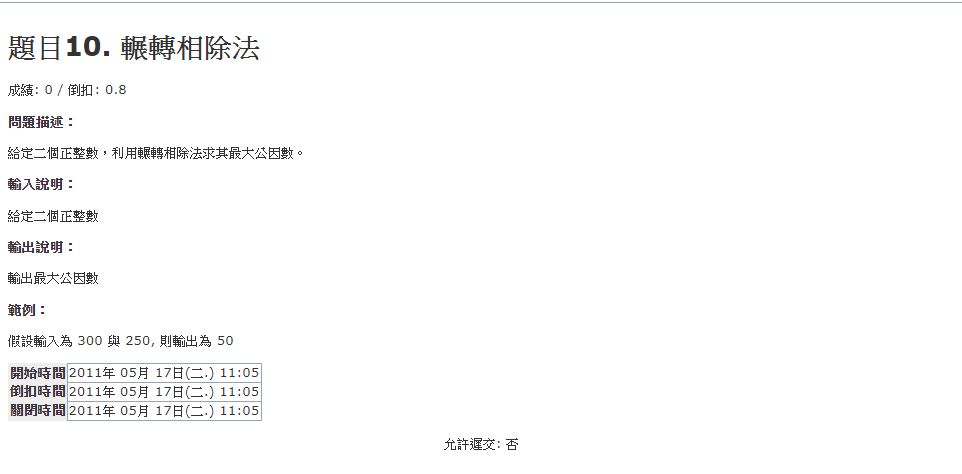 題目10. 輾轉相除法
成績: 0 / 倒扣: 0.8
問題描述：
給定二個正整數，利用輾轉相除法求其最大公因數。
輸入說明：
給定二個正整數
輸出說明：
輸出最大公因數
範例：
假設輸入為 300 與 250, 則輸出為 50
開始時間 2011年 05月 17日(二.) 11:05
倒扣時間 2011年 05月 17日(二.) 11:05
關閉時間 2011年 05月 17日(二.) 11:05
允許遲交: 否